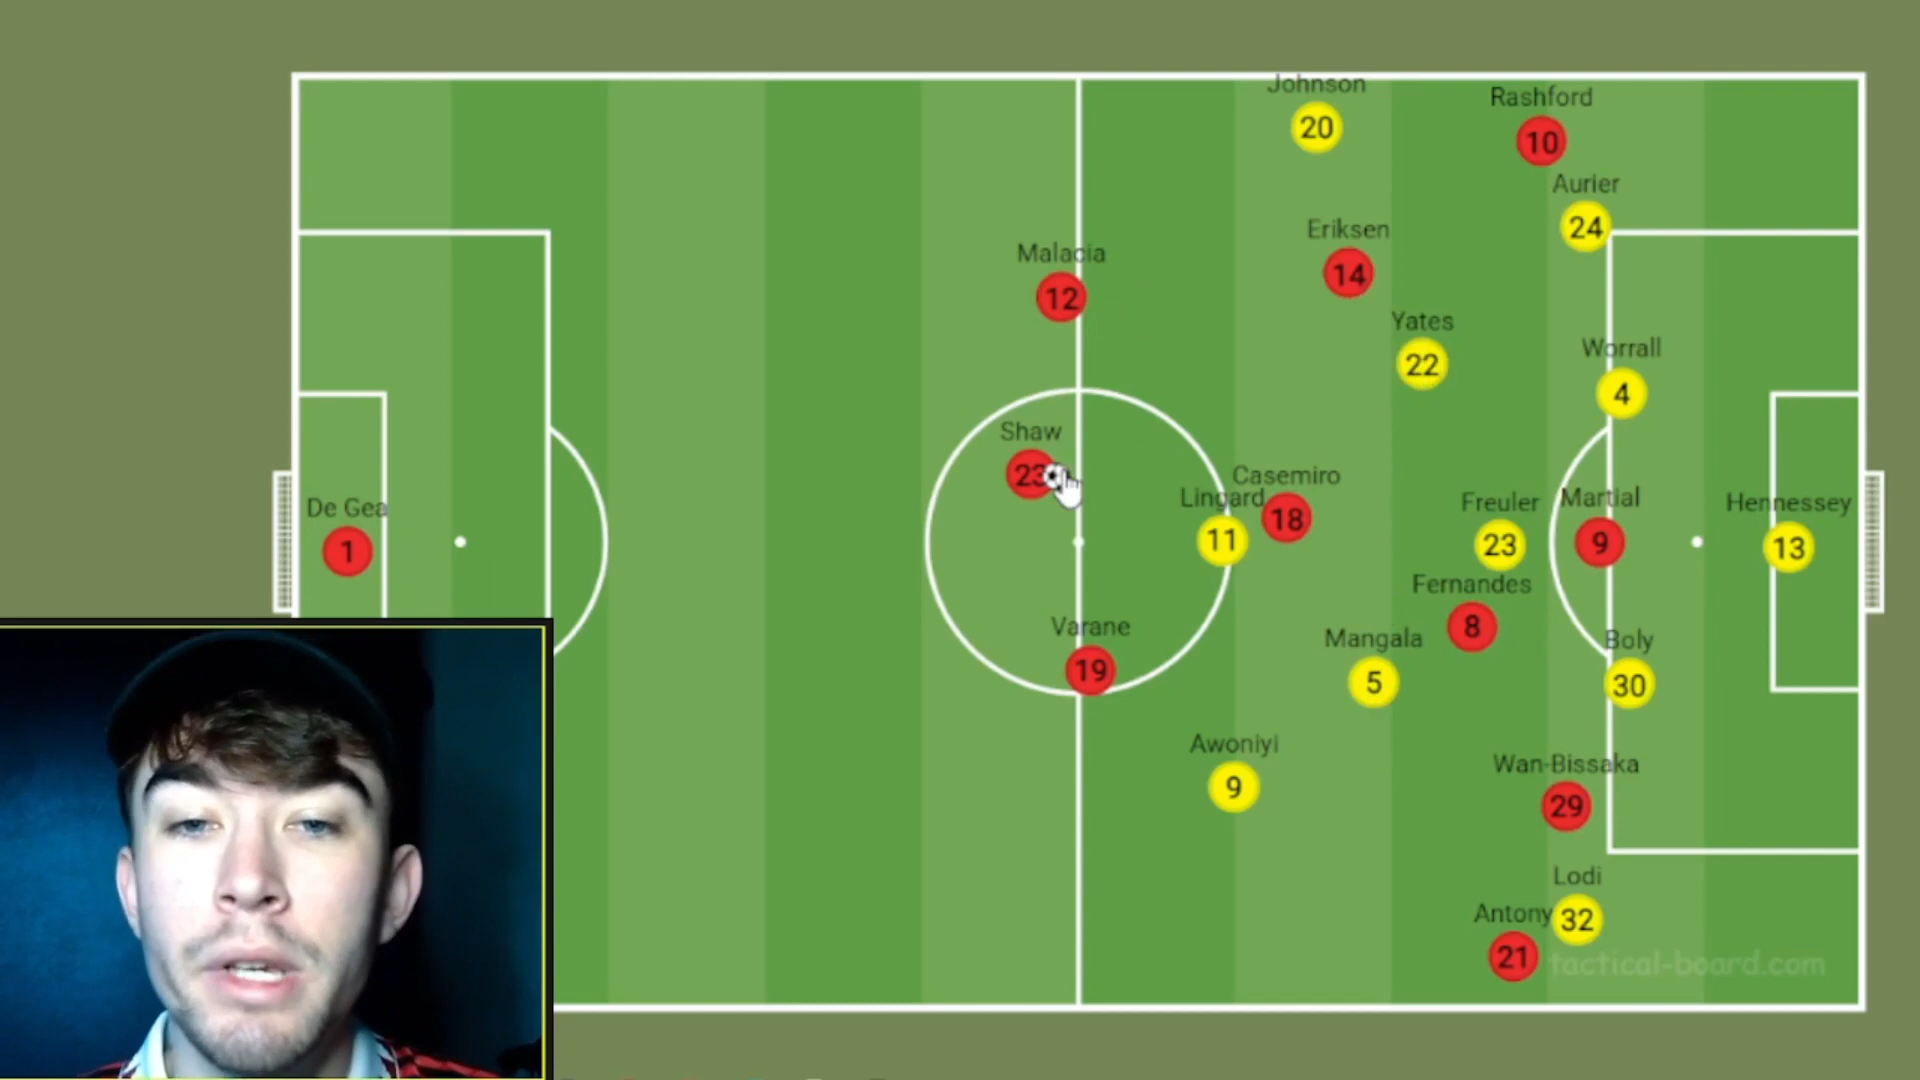 Johnson
20
Rashford
10
Aurier
24
Eriksen
14
Malacia
12
Yates
22
Worrall
4
Shaw
23
Casemiro
18
Lingard
11
Freuler
23
Martial
9
Hennessey
13
De Gea
1
Fernandes
8
Varane
19
Mangala
5
Boly
30
Awoniyi
9
Wan-Bissaka
29
Lodi
32
Antony
21
tactical-board.com